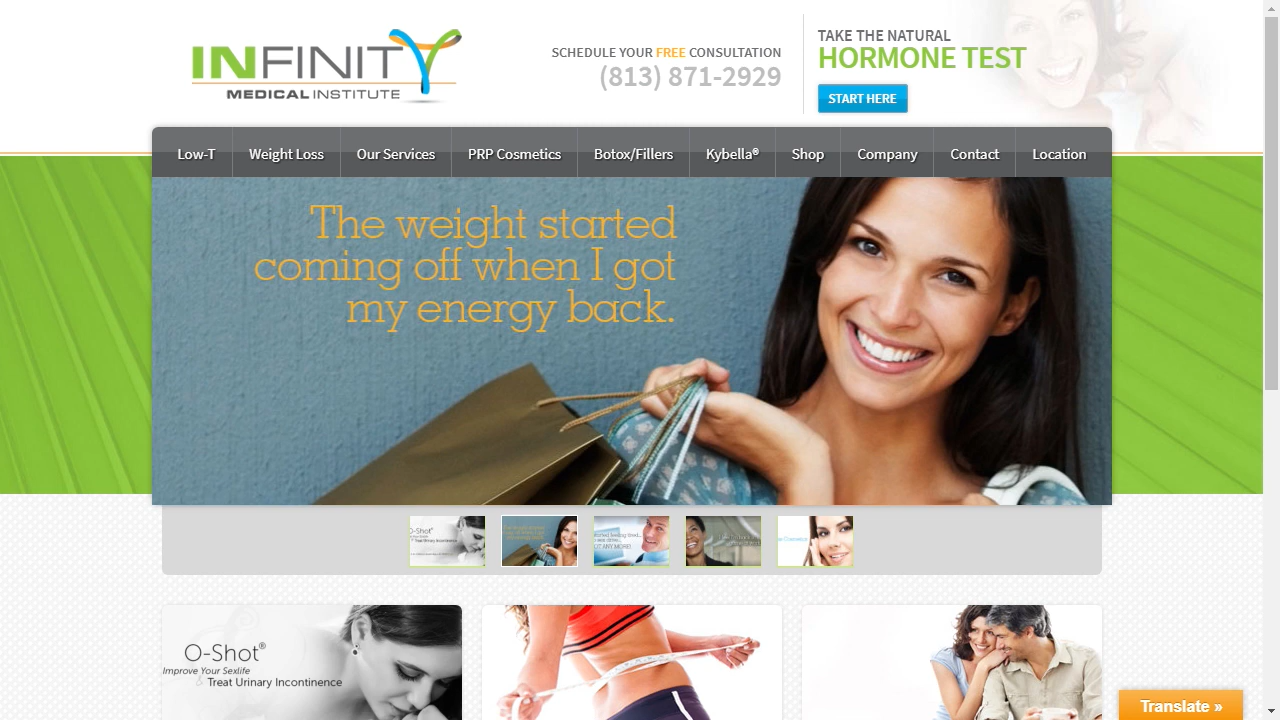 INFINITY
MEDICAL INSTITUTE
SCHEDULE YOUR FREE CONSULTATION
(813) 871-2929
TAKE THE NATURAL
HORMONE TEST
START HERE
Low-T Weight Loss Our Services PRP Cosmetics Botox/Fillers Kybella® Shop Company Contact Location
The weight started
coming off when I got
my energy back.
O-Shot®
Improve Your Sexlife
Treat Urinary Incontinence
Translate »